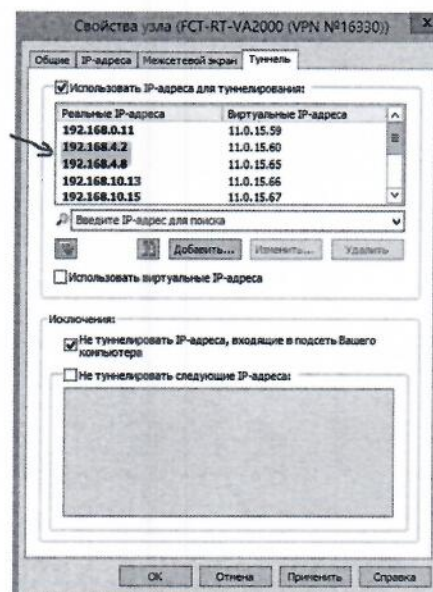 Свойства узла (FCT-RT-VA2000 (VPN №16330))
x
Общие IP-адреса Межсетевой экран Туннель
Использовать IP-адреса для туннелирования:
Реальные IP-адреса Виртуальные IP-адреса
192.168.0.11 11.0.15.59
192.168.4.2 11.0.15.60
192.168.4.8 11.0.15.65
192.168.10.13 11.0.15.66
192.168.10.15 11.0.15.67
Введите IP-адрес для поиска
Добавить... Изменить... Удалить
Использовать виртуальные IP-адреса
Исключения:
Не туннелировать IP-адреса, входящие в подсеть Вашего
компьютера
Не туннелировать следующие IP-адреса:
OK Отмена Применить Справка